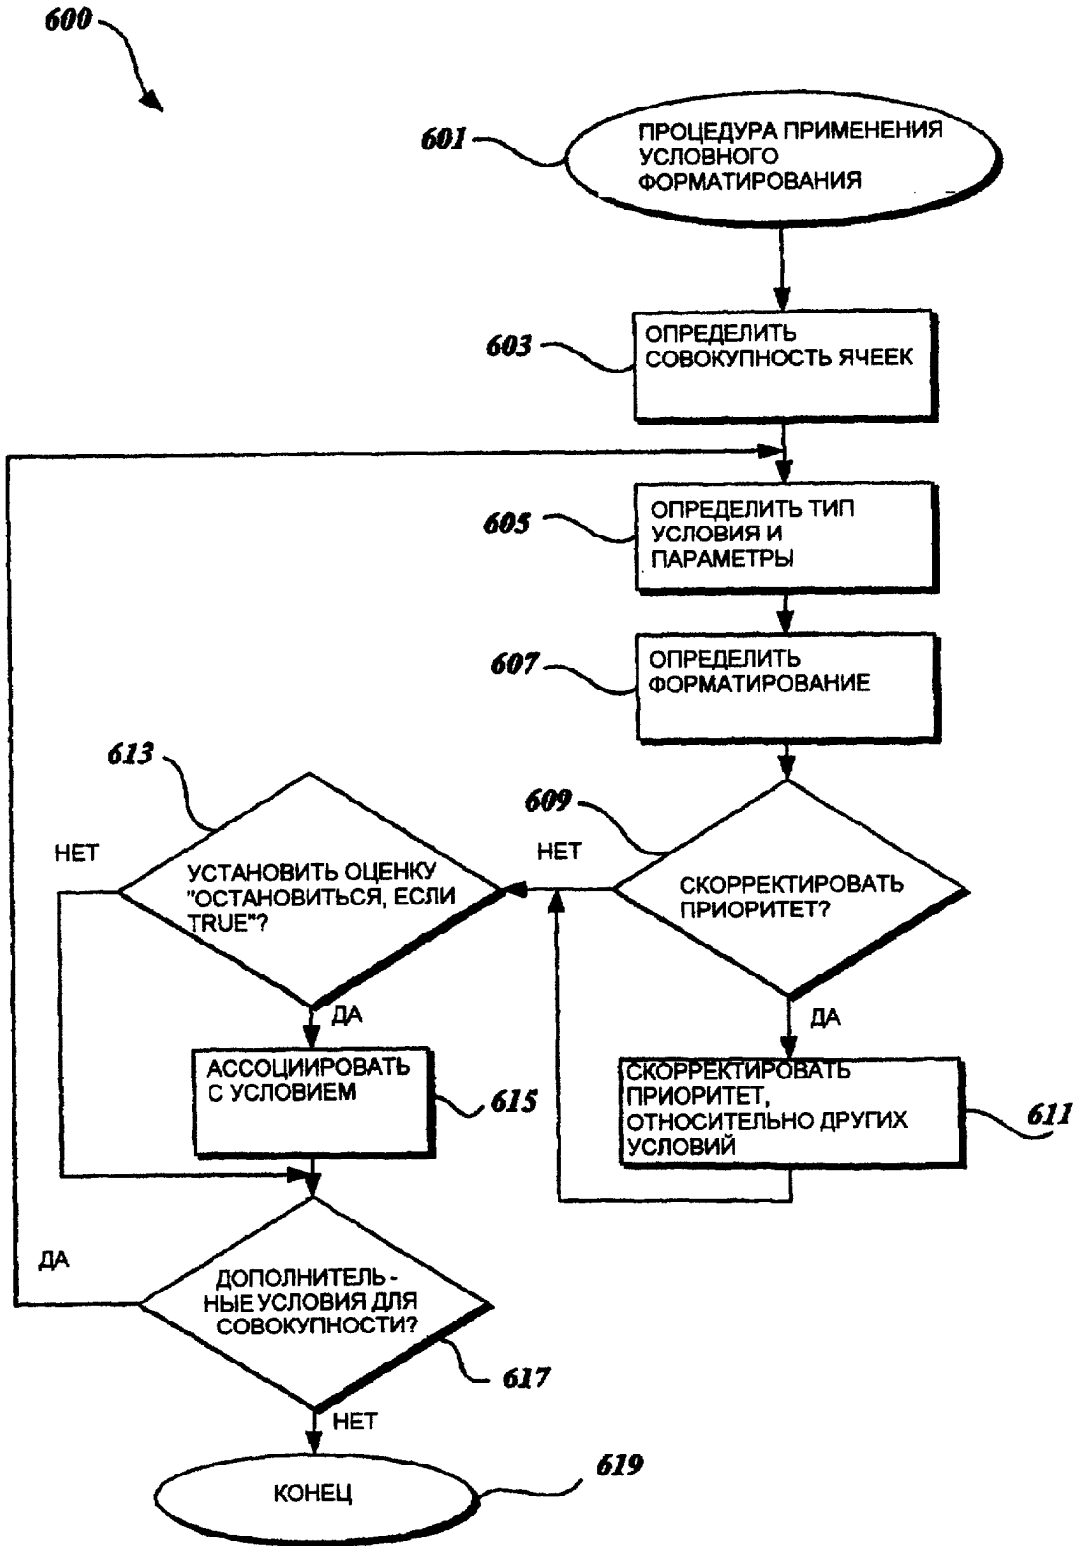 600
601
ПРОЦЕДУРА ПРИМЕНЕНИЯ
УСЛОВНОГО
ФОРМАТИРОВАНИЯ
603
ОПРЕДЕЛИТЬ
СОВОКУПНОСТЬ ЯЧЕЕК
605
ОПРЕДЕЛИТЬ ТИП
УСЛОВИЯ И
ПАРАМЕТРЫ
607
ОПРЕДЕЛИТЬ
ФОРМАТИРОВАНИЕ
609
СКОРРЕКТИРОВАТЬ
ПРИОРИТЕТ?
НЕТ
ДА
СКОРРЕКТИРОВАТЬ
ПРИОРИТЕТ,
ОТНОСИТЕЛЬНО ДРУГИХ
УСЛОВИЙ
611
613
УСТАНОВИТЬ ОЦЕНКУ
"ОСТАНОВИТЬСЯ, ЕСЛИ
TRUE"?
НЕТ
ДА
АССОЦИИРОВАТЬ
С УСЛОВИЕМ
615
ДОПОЛНИТЕЛЬ -
НЫЕ УСЛОВИЯ ДЛЯ
СОВОКУПНОСТИ?
617
ДА
НЕТ
КОНЕЦ
619